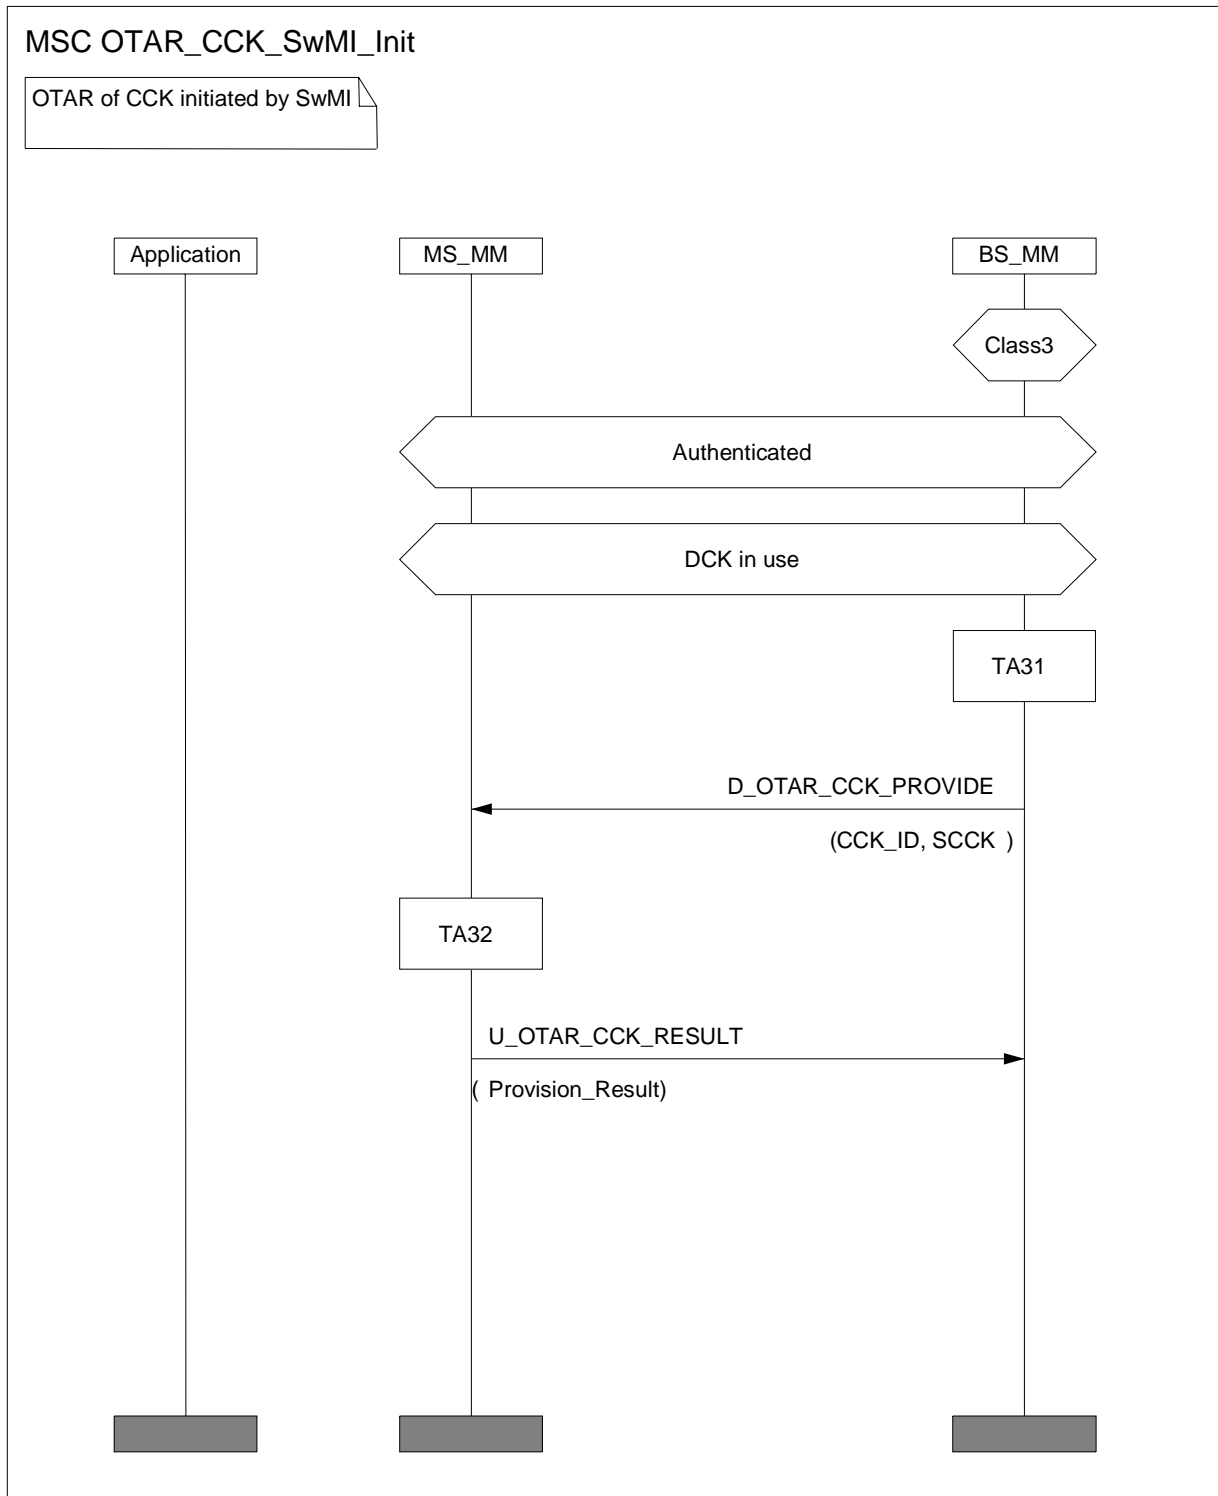 MSC OTAR_CCK_SwMI_Init
OTAR of CCK initiated by SwMI
Application
MS_MM
BS_MM
Class3
Authenticated
DCK in use
TA31
D_OTAR_CCK_PROVIDE
(CCK_ID, SCCK )
TA32
U_OTAR_CCK_RESULT
( Provision_Result)